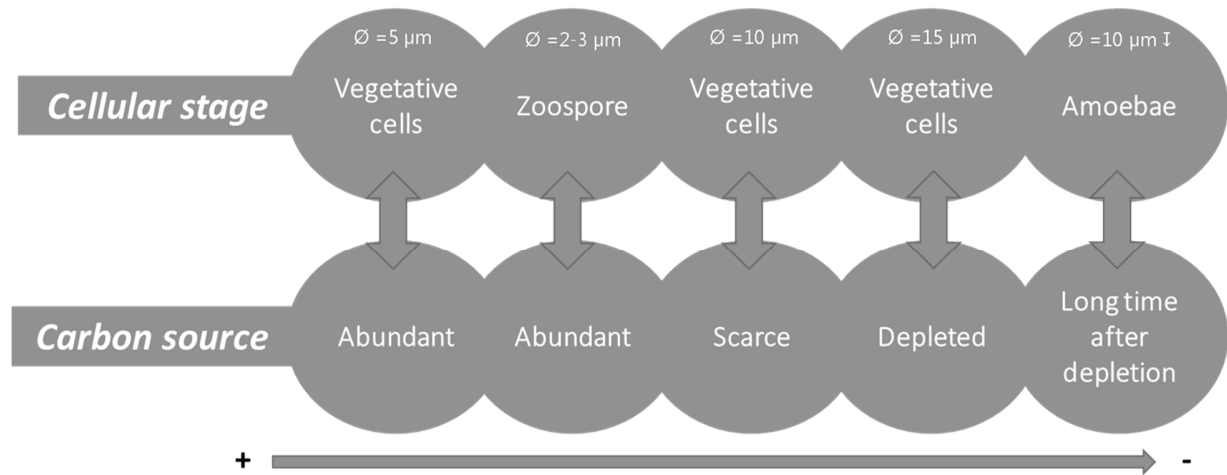 Ø =5 µm
Ø =2-3 µm
Ø =10 µm
Ø =15 µm
Ø =10 µm ↧
Cellular stage
Vegetative
cells
Zoospore
Vegetative
cells
Vegetative
cells
Amoebae
Carbon source
Abundant
Abundant
Scarce
Depleted
Long time
after
depletion
+
-